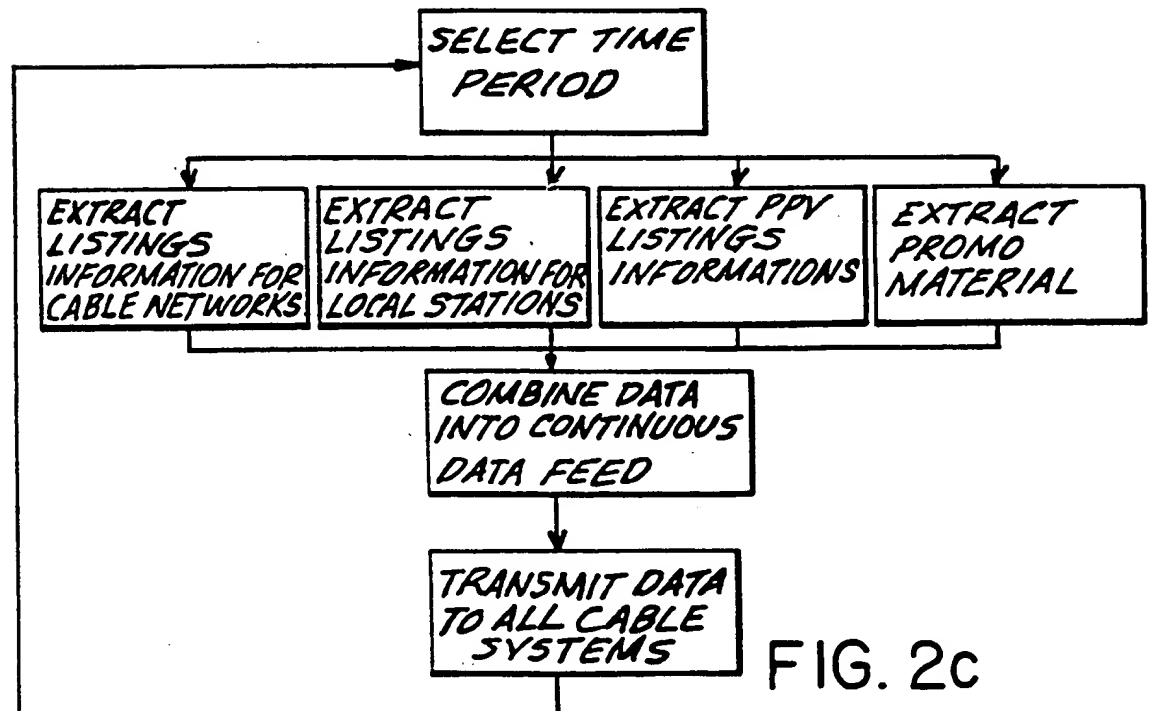 SELECT TIME
PERIOD
EXTRACT
LISTINGS
INFORMATION FOR
CABLE NETWORKS
EXTRACT
LISTINGS
INFORMATION FOR
LOCAL STATIONS
EXTRACT PPV
LISTINGS
INFORMATIONS
EXTRACT
PROMO
MATERIAL
COMBINE DATA
INTO CONTINUOUS
DATA FEED
TRANSMIT DATA
TO ALL CABLE
SYSTEMS
FIG. 2c